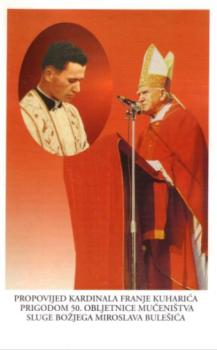 PROPOVIJED KARDINALA FRANJE KUHARIĆA
PRIGODOM 50. OBLJETNICE MUČENIŠTVA
SLUGE BOŽJEGA MIROSLAVA BULEŠIĆA